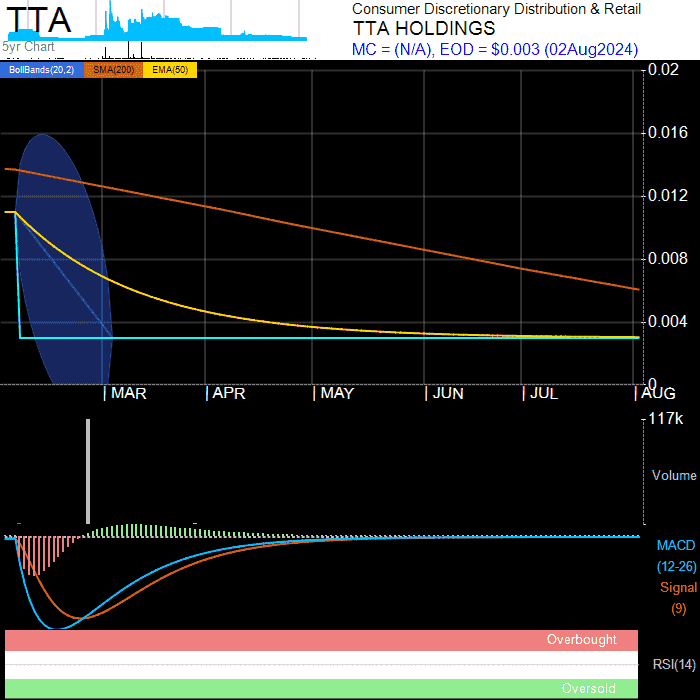 TTA
5yr Chart
Consumer Discretionary Distribution & Retail
TTA HOLDINGS
MC = (N/A), EOD = $0.003 (02Aug2024)
BollBands(20,2) SMA(200) EMA(50)
0.02
0.016
0.012
0.008
0.004
0
MAR APR MAY JUN JUL AUG
117k
Volume
MACD
(12-26)
Signal
(9)
Overbought
RSI(14)
Oversold